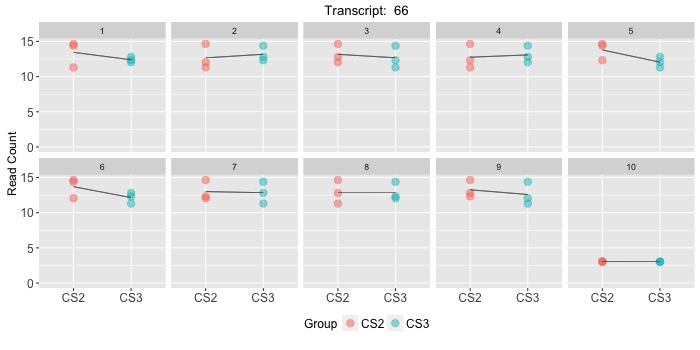 Transcript: 66
1 2 3 4 5
15
10
5
0
Read Count
6 7 8 9 10
15
10
5
0
CS2 CS3 CS2 CS3 CS2 CS3 CS2 CS3 CS2 CS3
Group CS2 CS3